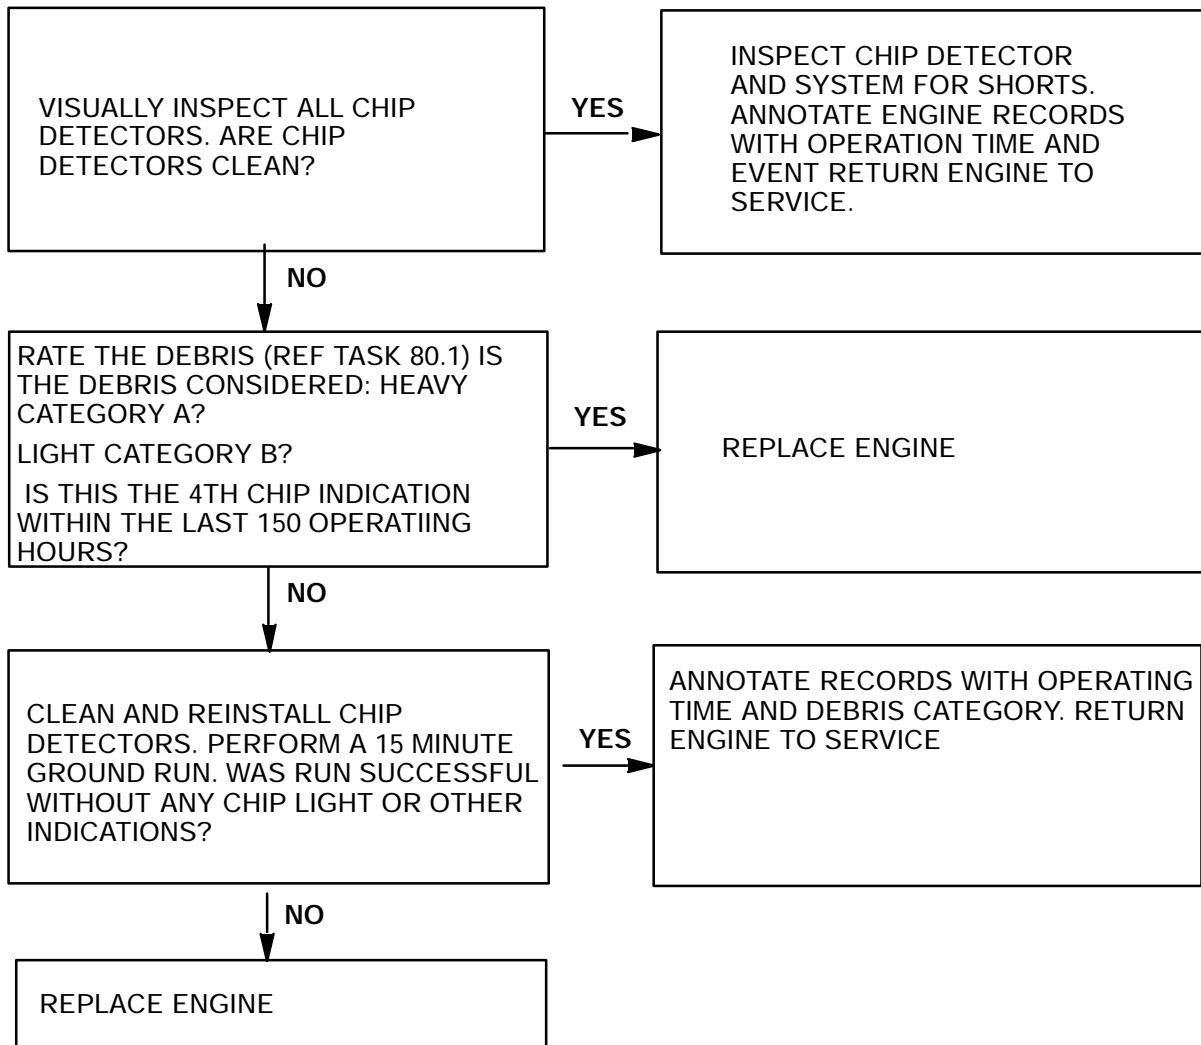 VISUALLY INSPECT ALL CHIP
DETECTORS. ARE CHIP
DETECTORS CLEAN?
YES
INSPECT CHIP DETECTOR
AND SYSTEM FOR SHORTS.
ANNOTATE ENGINE RECORDS
WITH OPERATION TIME AND
EVENT RETURN ENGINE TO
SERVICE.
NO
RATE THE DEBRIS (REF TASK 80.1) IS
THE DEBRIS CONSIDERED: HEAVY
CATEGORY A?
LIGHT CATEGORY B?
IS THIS THE 4TH CHIP INDICATION
WITHIN THE LAST 150 OPERATIING
HOURS?
YES
REPLACE ENGINE
NO
CLEAN AND REINSTALL CHIP
DETECTORS. PERFORM A 15 MINUTE
GROUND RUN. WAS RUN SUCCESSFUL
WITHOUT ANY CHIP LIGHT OR OTHER
INDICATIONS?
YES
ANNOTATE RECORDS WITH OPERATING
TIME AND DEBRIS CATEGORY. RETURN
ENGINE TO SERVICE
NO
REPLACE ENGINE